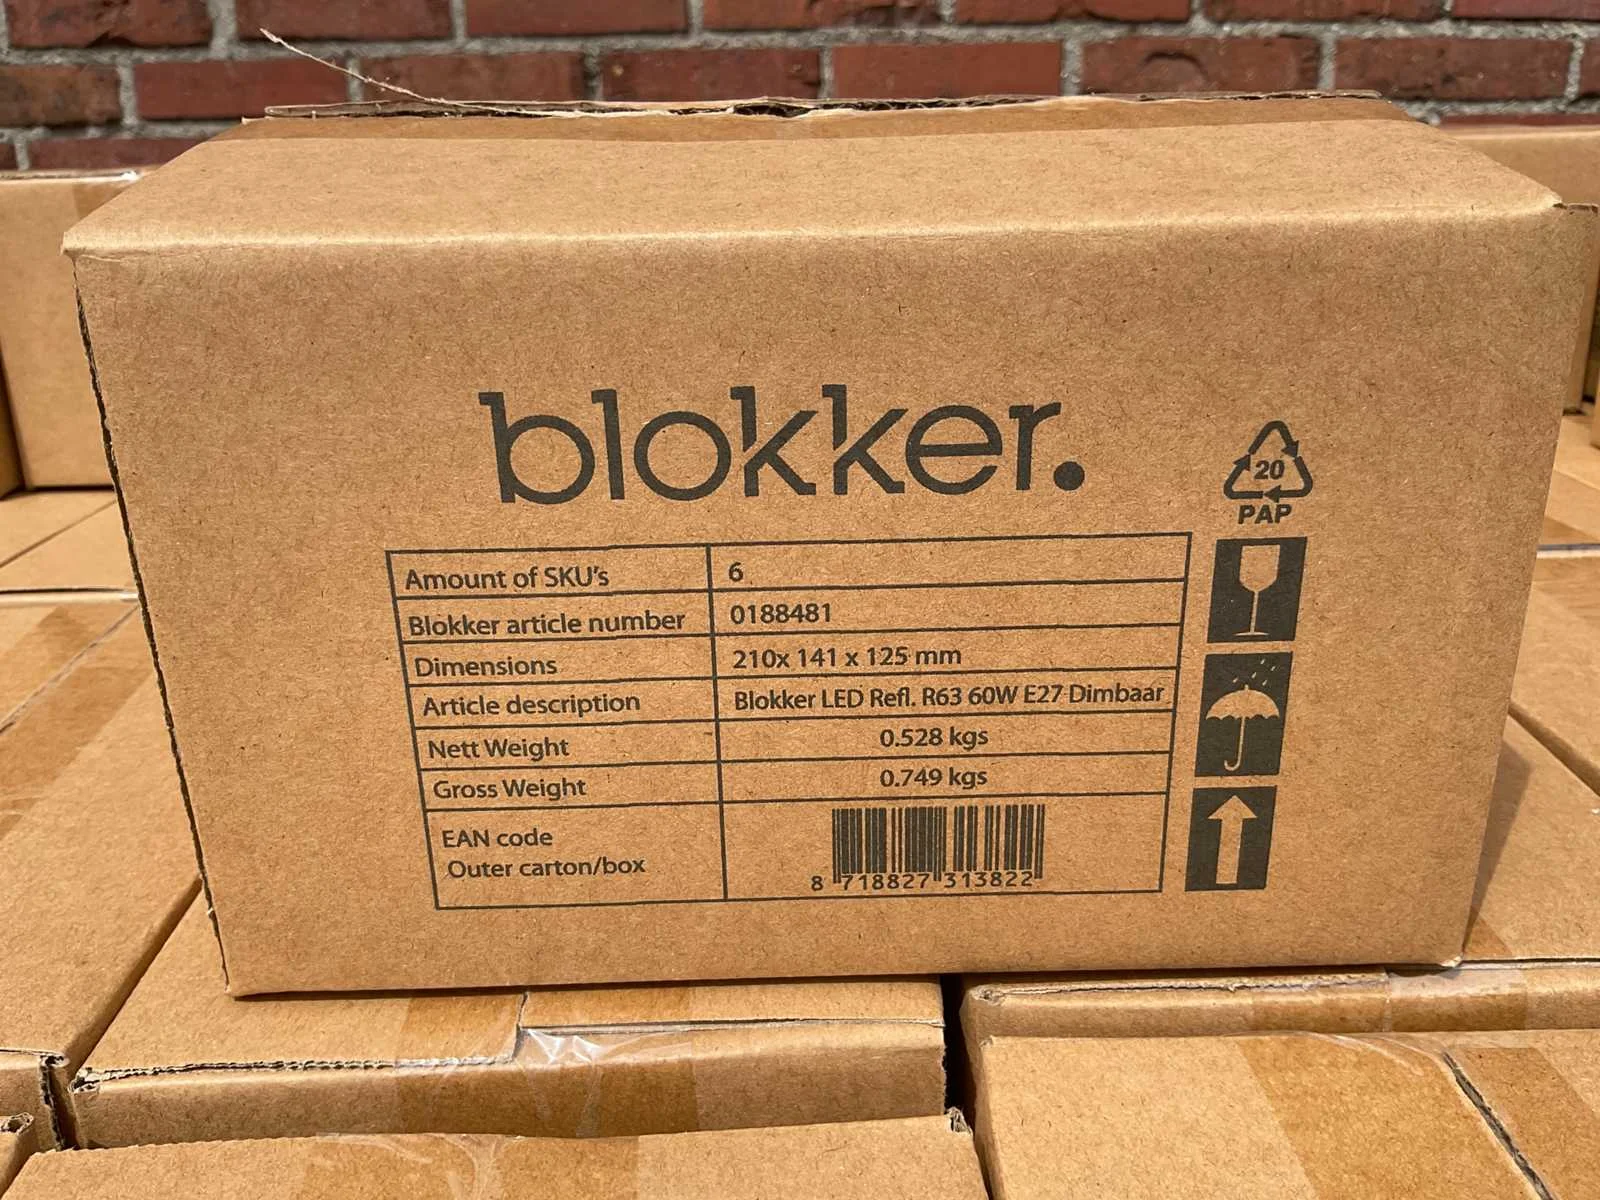 blokker.
20
PAP
Amount of SKU's 6
Blokker article number 0188481
Dimensions 210x 141 x 125 mm
Article description Blokker LED Refl. R63 60W E27 Dimbaar
Nett Weight 0.528 kgs
Gross Weight 0.749 kgs
EAN code
Outer carton/box
8 718827 313822